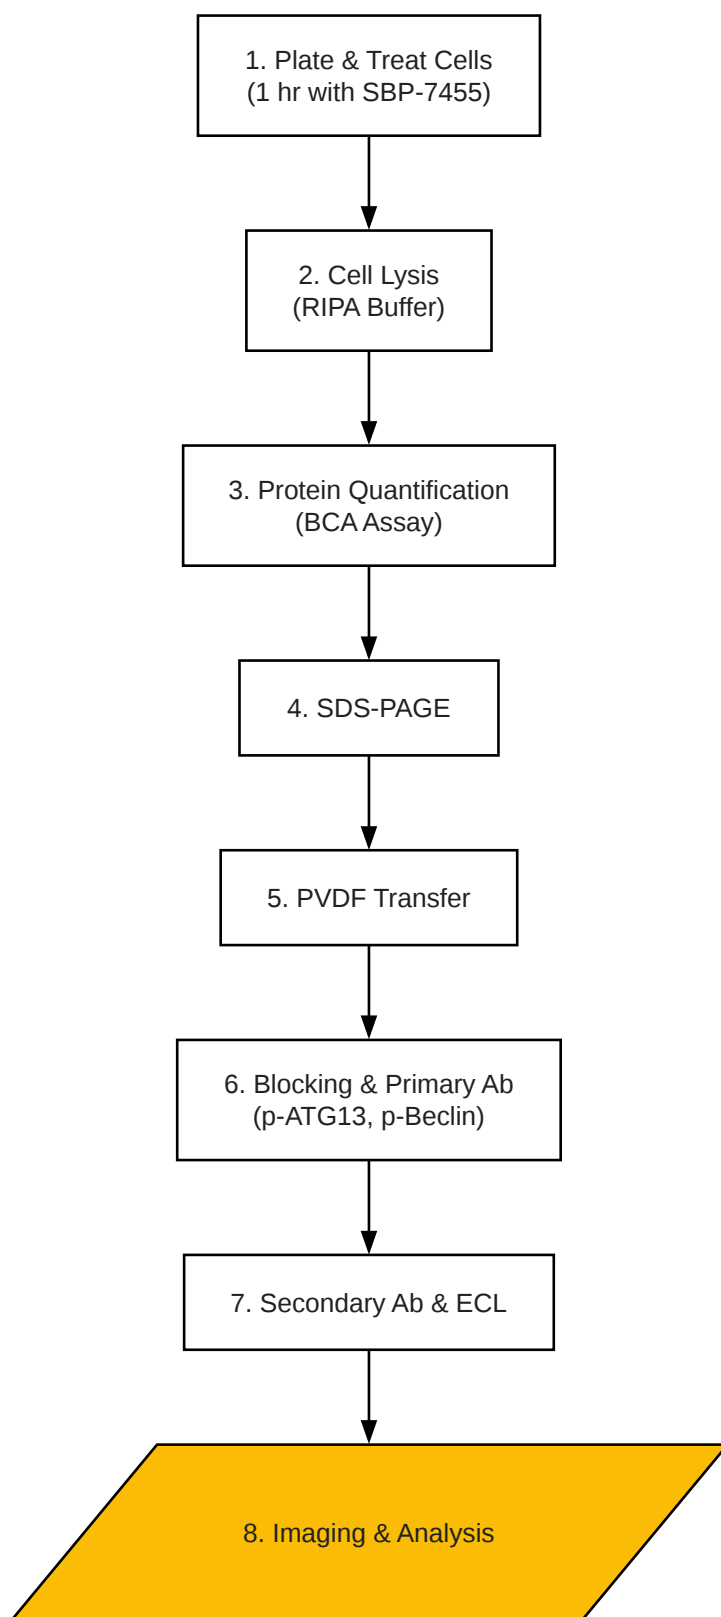 1. Plate & Treat Cells
(1 hr with SBP-7455)
2. Cell Lysis
(RIPA Buffer)
3. Protein Quantification
(BCA Assay)
4. SDS-PAGE
5. PVDF Transfer
6. Blocking & Primary Ab
(p-ATG13, p-Beclin)
7. Secondary Ab & ECL
8. Imaging & Analysis